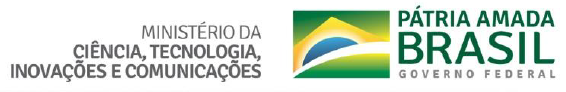 MINISTÉRIO DA
CIÊNCIA, TECNOLOGIA,
INOVAÇÕES E COMUNICAÇÕES
PÁTRIA AMADA
BRASIL
GOVERNO FEDERAL